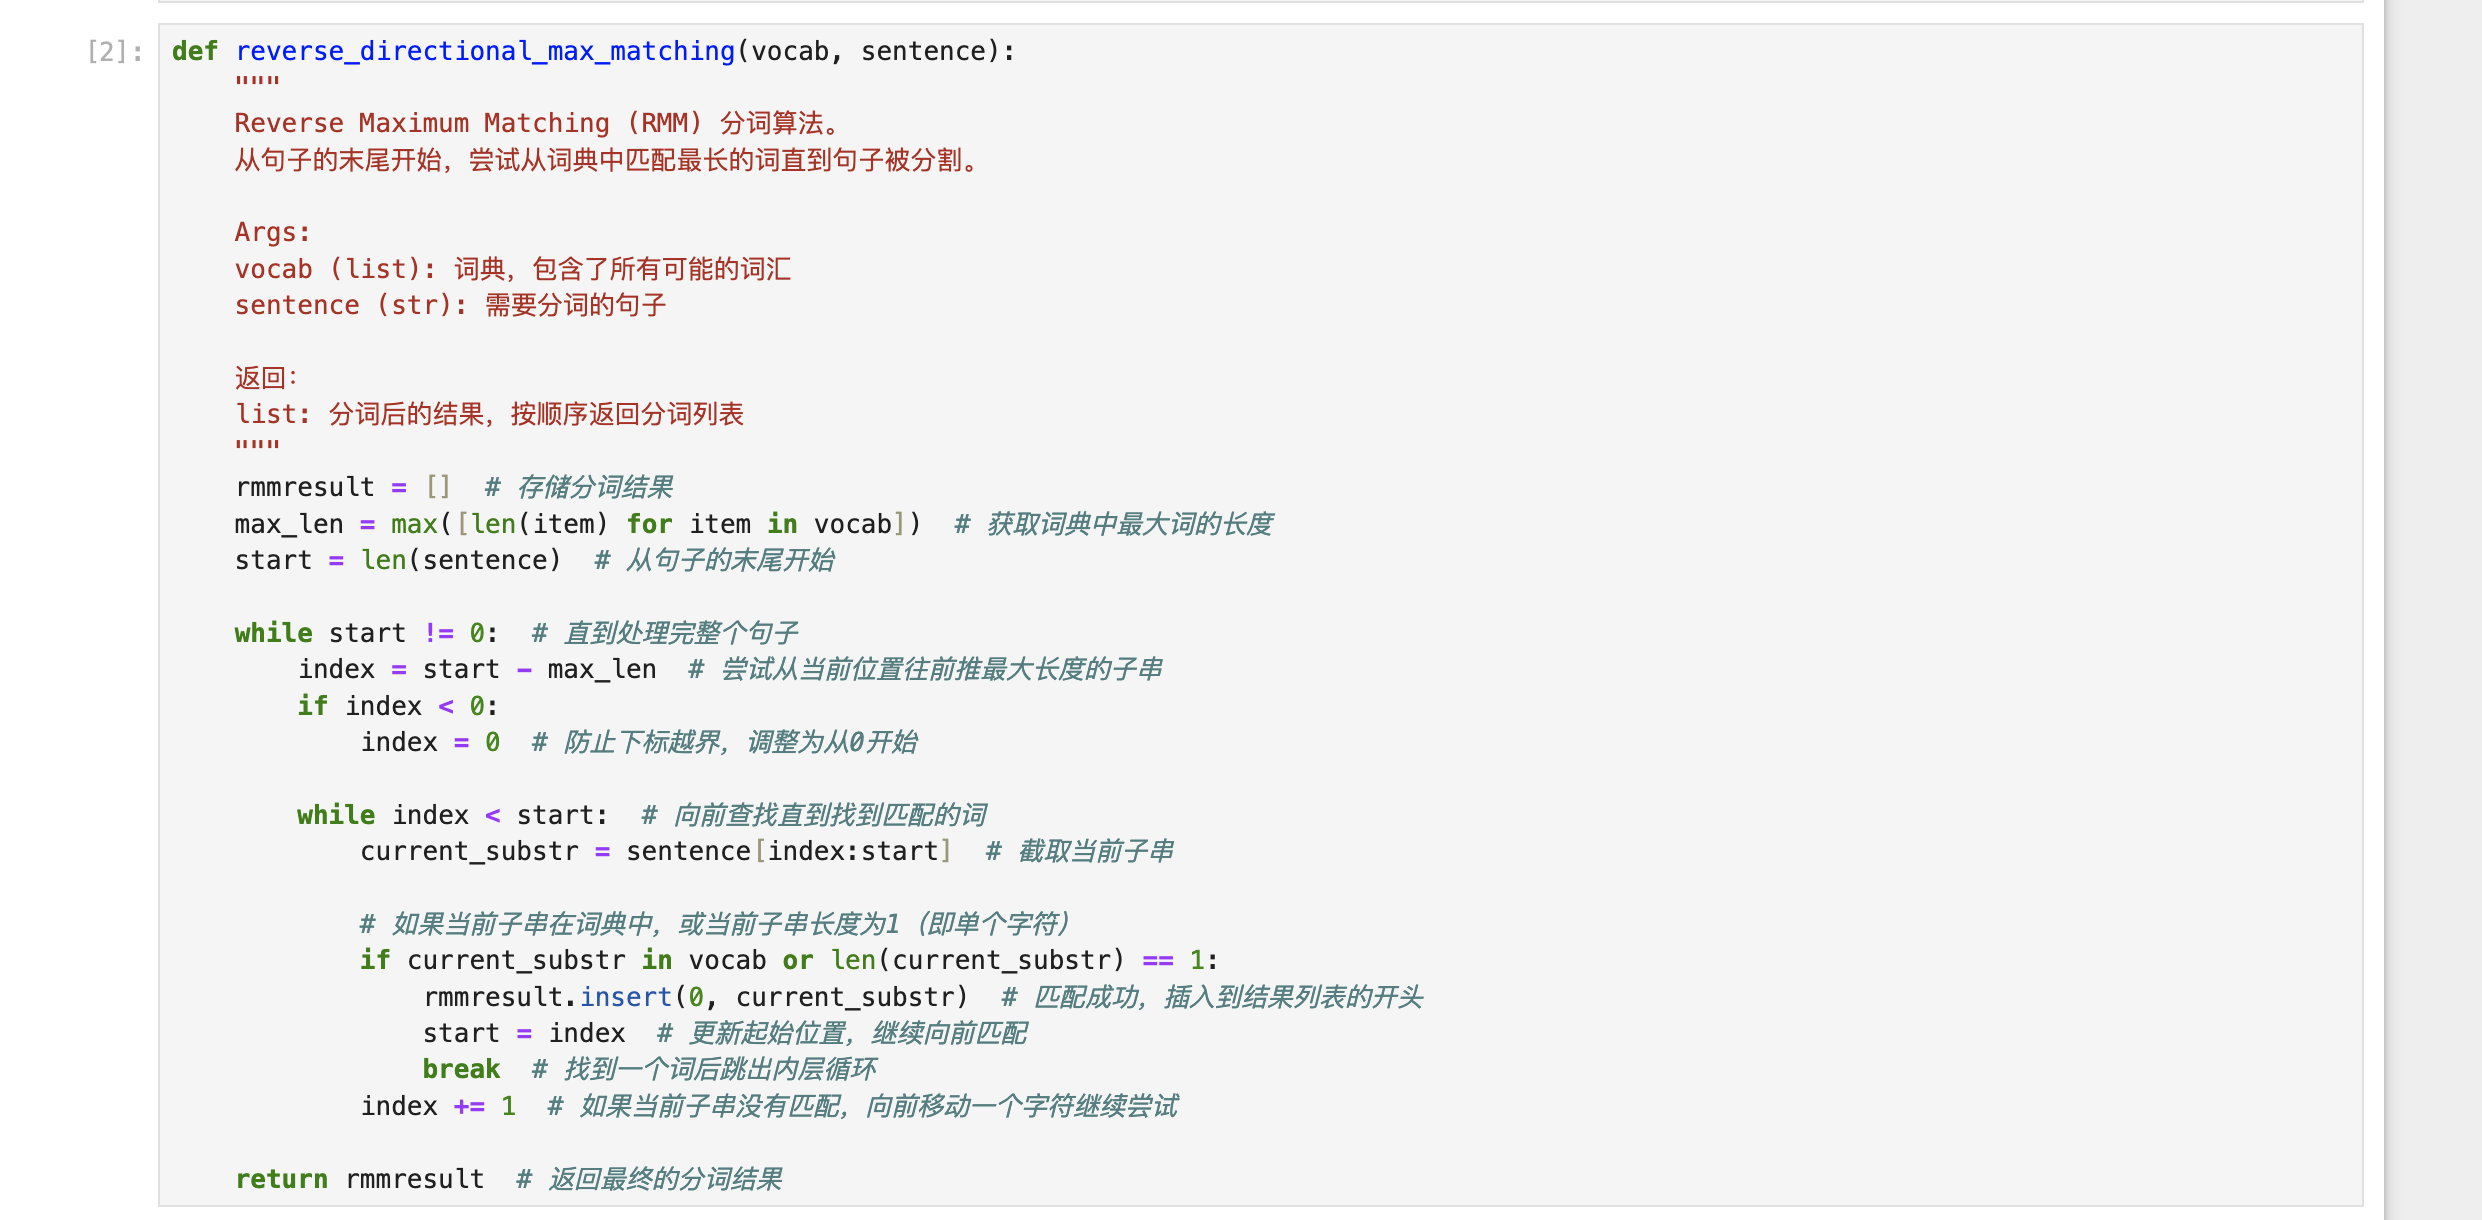 [2]: def reverse_directional_max_matching(vocab, sentence):
    """
    Reverse Maximum Matching (RMM) 分词算法。
    从句子的末尾开始，尝试从词典中匹配最长的词直到句子被分割。

    Args:
    vocab (list): 词典，包含了所有可能的词汇
    sentence (str): 需要分词的句子

    返回：
    list: 分词后的结果，按顺序返回分词列表
    """
    rmmresult = []  # 存储分词结果
    max_len = max([len(item) for item in vocab])  # 获取词典中最大词的长度
    start = len(sentence)  # 从句子的末尾开始

    while start != 0:  # 直到处理完整个句子
        index = start - max_len  # 尝试从当前位置往前推最大长度的子串
        if index < 0:
            index = 0  # 防止下标越界，调整为从0开始

        while index < start:  # 向前查找直到找到匹配的词
            current_substr = sentence[index:start]  # 截取当前子串

            # 如果当前子串在词典中，或当前子串长度为1（即单个字符）
            if current_substr in vocab or len(current_substr) == 1:
                rmmresult.insert(0, current_substr)  # 匹配成功，插入到结果列表的开头
                start = index  # 更新起始位置，继续向前匹配
                break  # 找到一个词后跳出内层循环
            index += 1  # 如果当前子串没有匹配，向前移动一个字符继续尝试

    return rmmresult  # 返回最终的分词结果